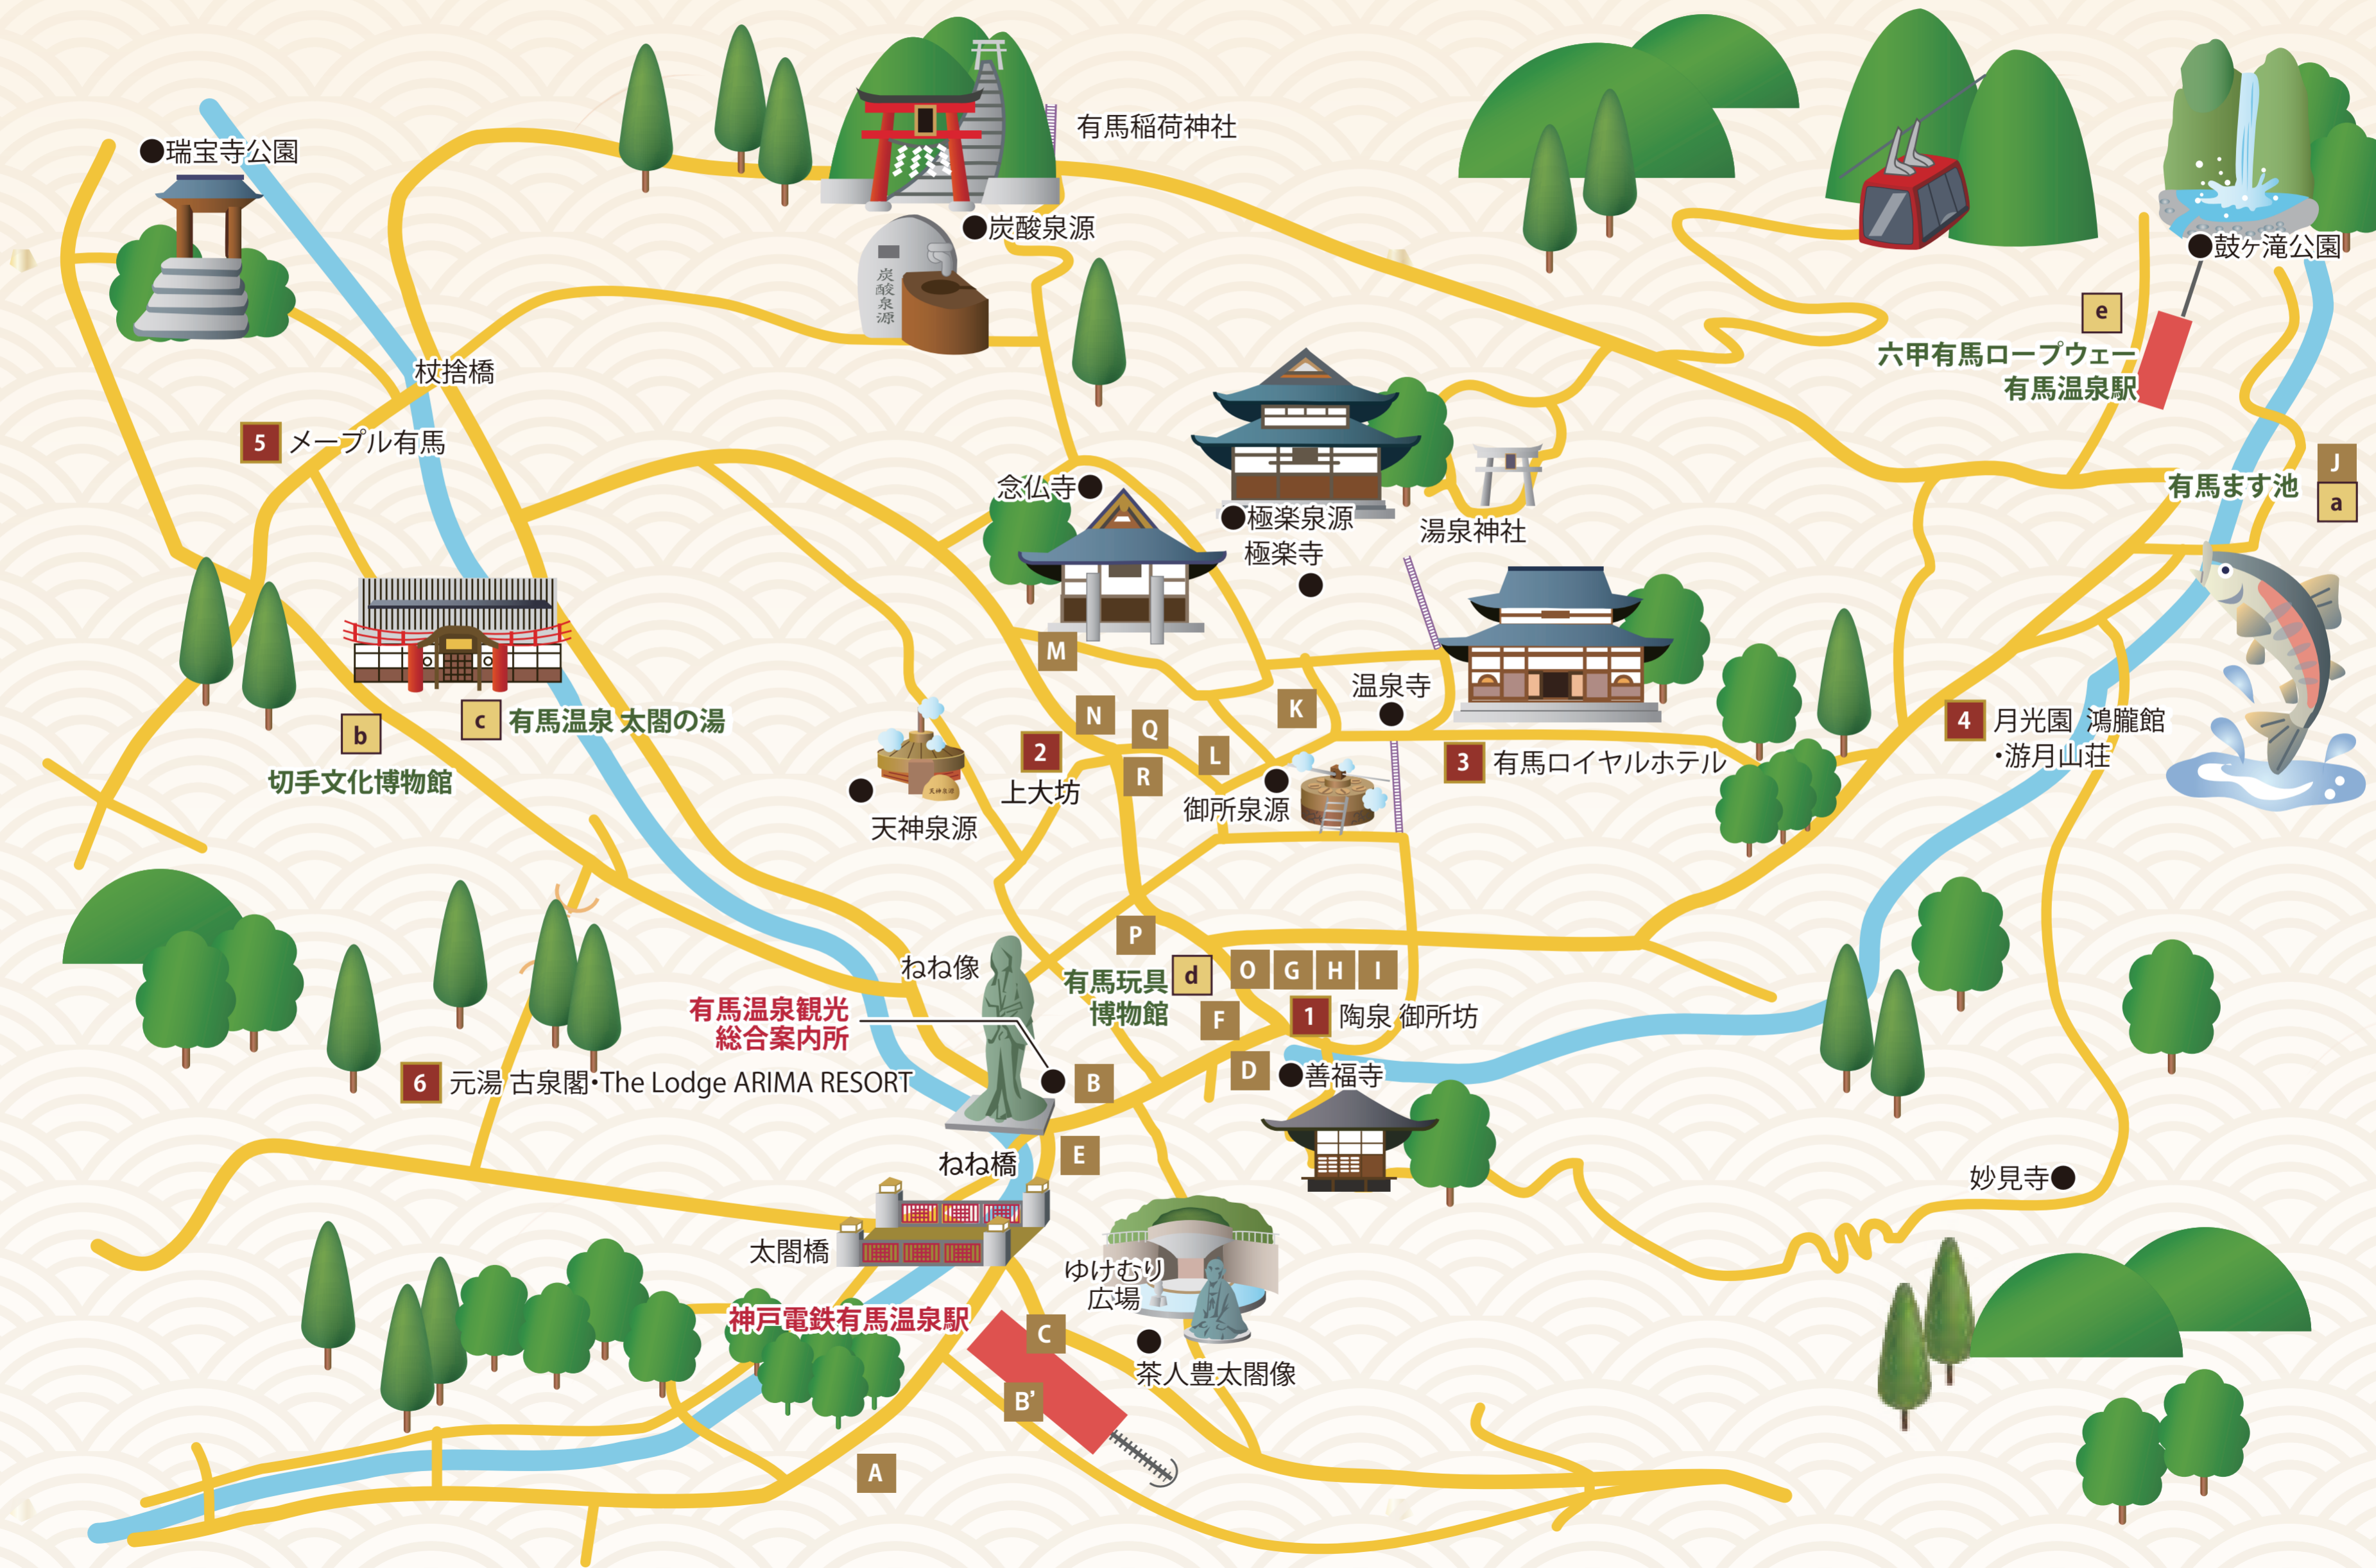 有馬稲荷神社
瑞宝寺公園
炭酸泉源
炭酸泉源
鼓ヶ滝公園
e
六甲有馬ロープウェー
有馬温泉駅
杖捨橋
5 メープル有馬
J
有馬ます池
a
念仏寺
極楽泉源
極楽寺
湯泉神社
M
温泉寺
b
c 有馬温泉 太閤の湯
切手文化博物館
N
Q
K
L
2
上大坊
R
3 有馬ロイヤルホテル
4 月光園 鴻朧館
・游月山荘
天神泉源
天神泉源
御所泉源
P
ねね像
有馬玩具
博物館
d
O G H I
有馬温泉観光
総合案内所
F
1 陶泉 御所坊
6 元湯 古泉閣・The Lodge ARIMA RESORT
B
D
善福寺
E
ねね橋
妙見寺
太閤橋
ゆけむり
広場
神戸電鉄有馬温泉駅
C
茶人豊太閤像
B’
A